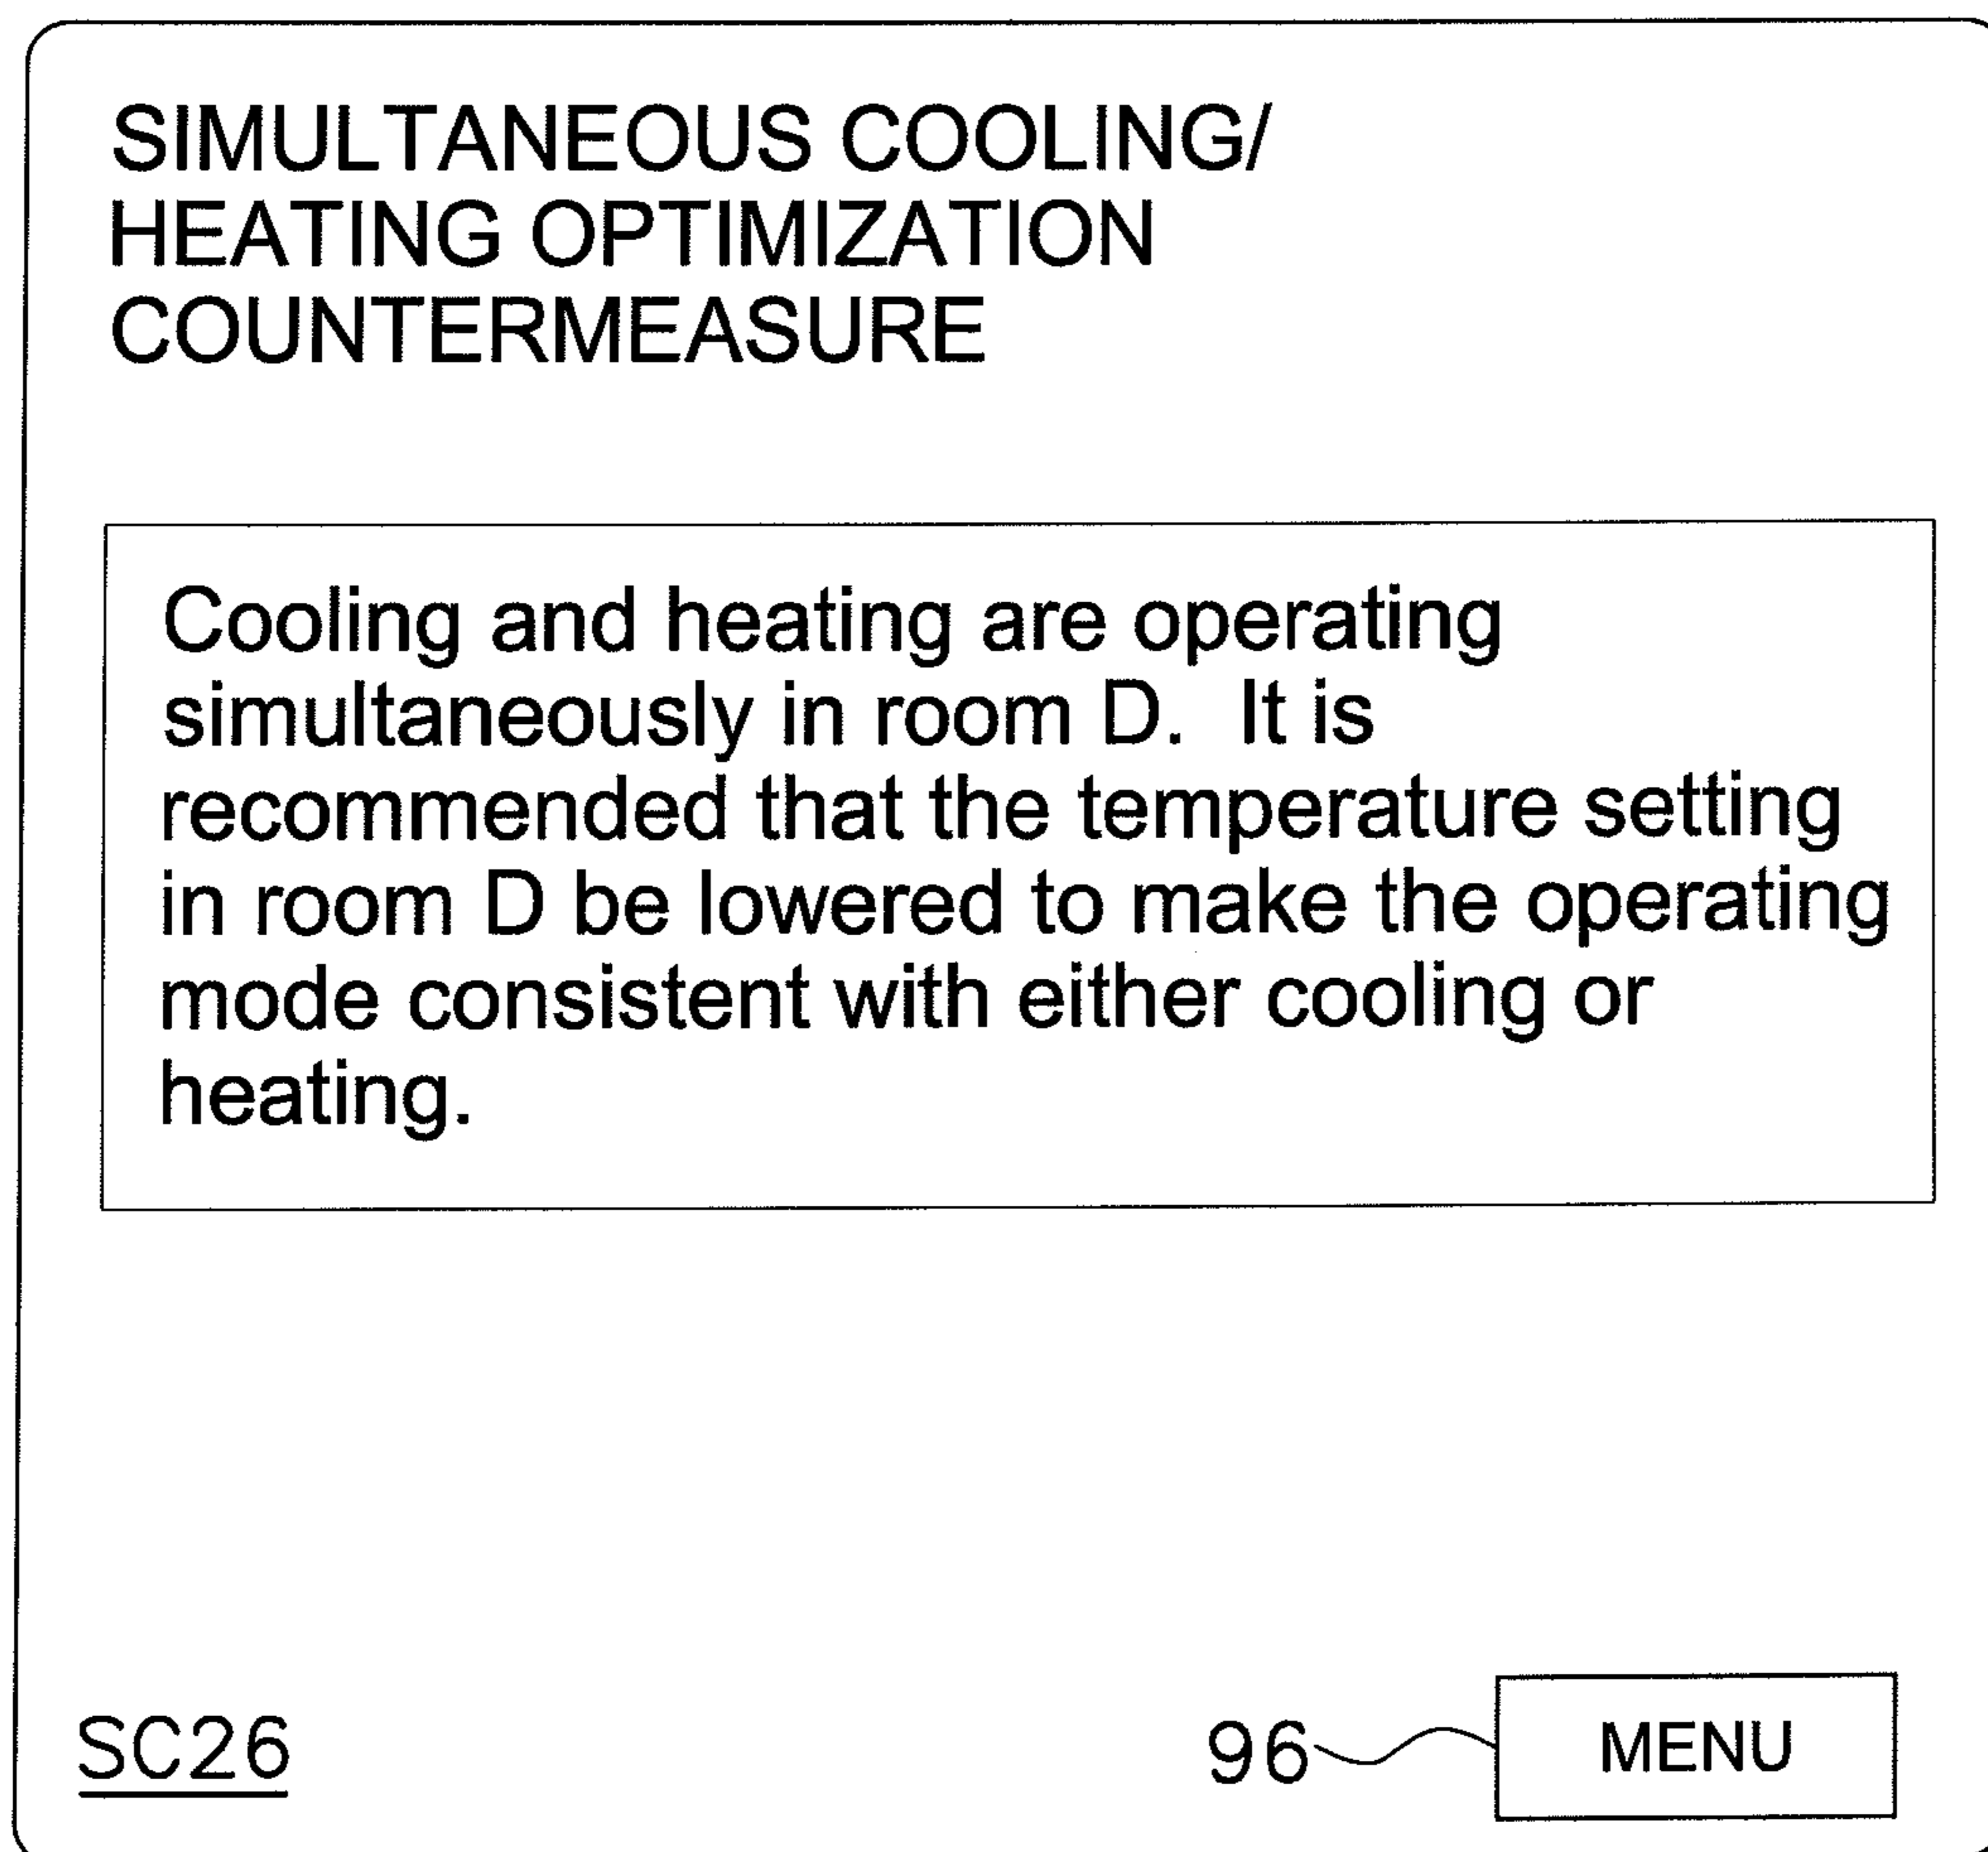 SIMULTANEOUS COOLING/
HEATING OPTIMIZATION
COUNTERMEASURE
Cooling and heating are operating
simultaneously in room D.  It is
recommended that the temperature setting
in room D be lowered to make the operating
mode consistent with either cooling or
heating.
SC26
96
MENU